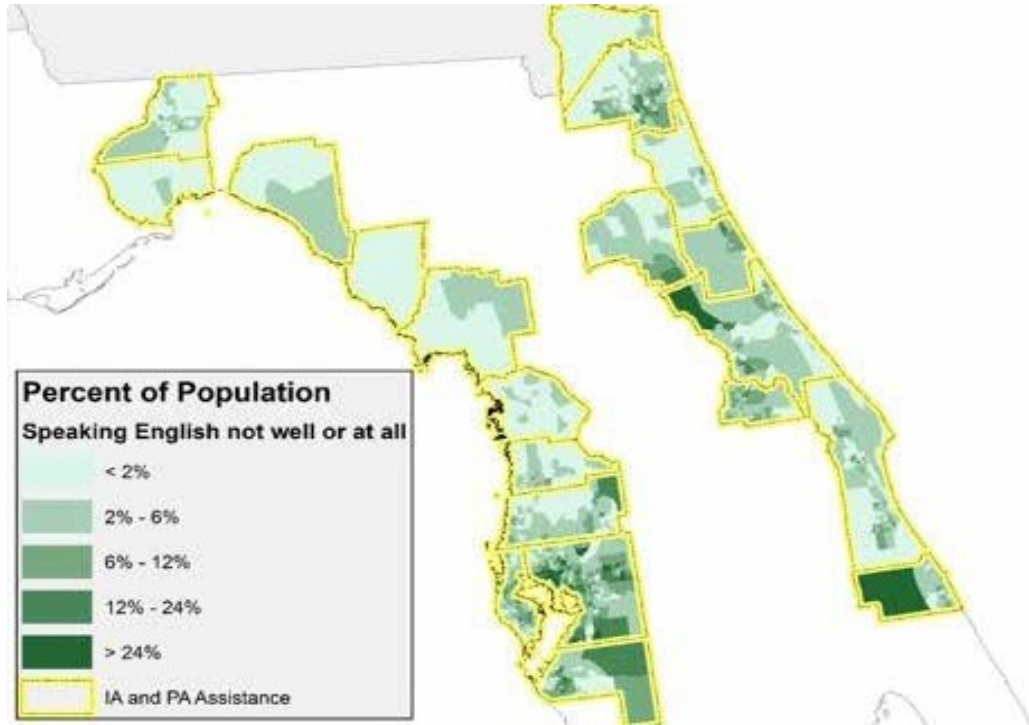 Percent of Population
Speaking English not well or at all
< 2%
2% - 6%
6% - 12%
12% - 24%
> 24%
IA and PA Assistance